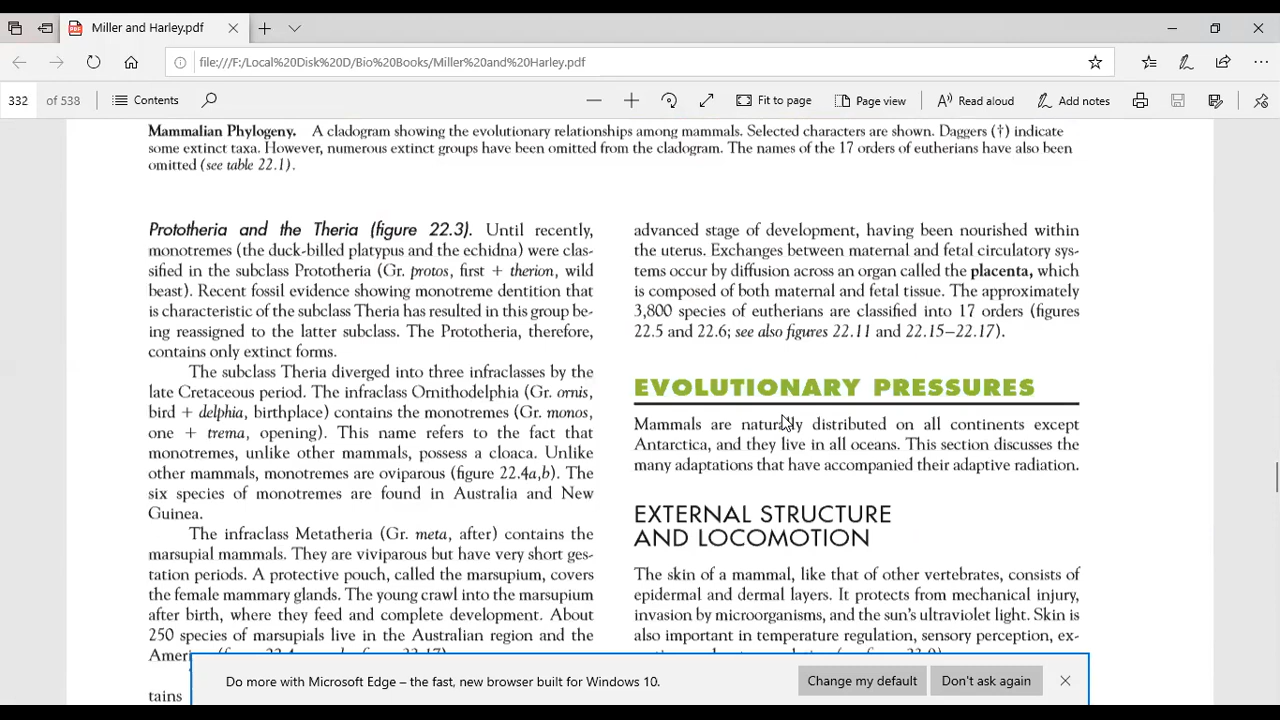 Miller and Harley.pdf
file:///F:/Local%20Disk%20D/Bio%20Books/Miller%20and%20Harley.pdf
332 of 538 Contents Fit to page Page view Read aloud Add notes
Mammalian Phylogeny. A cladogram showing the evolutionary relationships among mammals. Selected characters are shown. Daggers (†) indicate
some extinct taxa. However, numerous extinct groups have been omitted from the cladogram. The names of the 17 orders of eutherians have also been
omitted (see table 22.1).
Prototheria and the Theria (figure 22.3). Until recently,
monotremes (the duck-billed platypus and the echidna) were clas-
sified in the subclass Prototheria (Gr. protos, first + therion, wild
beast). Recent fossil evidence showing monotreme dentition that
is characteristic of the subclass Theria has resulted in this group be-
ing reassigned to the latter subclass. The Prototheria, therefore,
contains only extinct forms.
The subclass Theria diverged into three infraclasses by the
late Cretaceous period. The infraclass Ornithodelphia (Gr. ornis,
bird + delphia, birthplace) contains the monotremes (Gr. monos,
one + trema, opening). This name refers to the fact that
monotremes, unlike other mammals, possess a cloaca. Unlike
other mammals, monotremes are oviparous (figure 22.4a,b). The
six species of monotremes are found in Australia and New
Guinea.
The infraclass Metatheria (Gr. meta, after) contains the
marsupial mammals. They are viviparous but have very short ges-
tation periods. A protective pouch, called the marsupium, covers
the female mammary glands. The young crawl into the marsupium
after birth, where they feed and complete development. About
250 species of marsupials live in the Australian region and the
tains
advanced stage of development, having been nourished within
the uterus. Exchanges between maternal and fetal circulatory sys-
tems occur by diffusion across an organ called the placenta, which
is composed of both maternal and fetal tissue. The approximately
3,800 species of eutherians are classified into 17 orders (figures
22.5 and 22.6; see also figures 22.11 and 22.15–22.17).
EVOLUTIONARY PRESSURES
Mammals are naturally distributed on all continents except
Antarctica, and they live in all oceans. This section discusses the
many adaptations that have accompanied their adaptive radiation.
EXTERNAL STRUCTURE
AND LOCOMOTION
The skin of a mammal, like that of other vertebrates, consists of
epidermal and dermal layers. It protects from mechanical injury,
invasion by microorganisms, and the sun's ultraviolet light. Skin is
also important in temperature regulation, sensory perception, ex-
Do more with Microsoft Edge – the fast, new browser built for Windows 10.
Change my default
Don't ask again